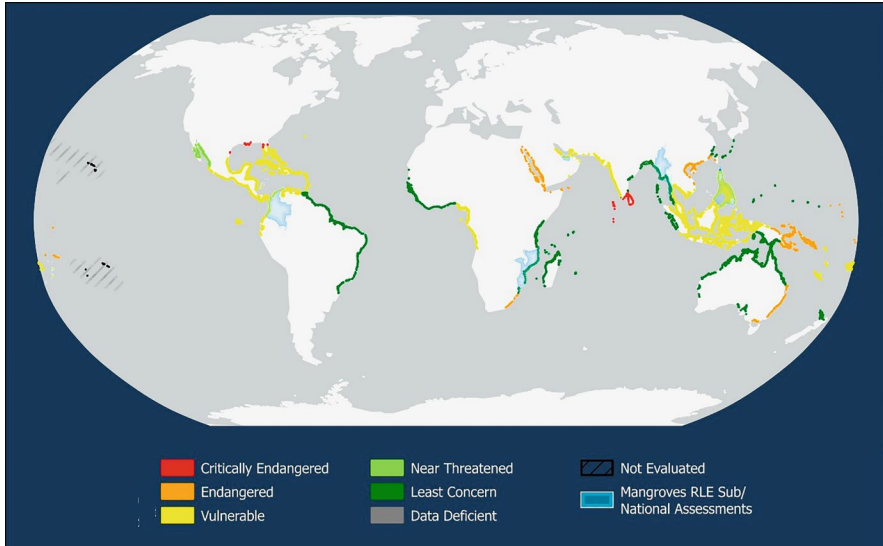 Critically Endangered
Endangered
Vulnerable
Near Threatened
Least Concern
Data Deficient
Not Evaluated
Mangroves RLE Sub/
National Assessments